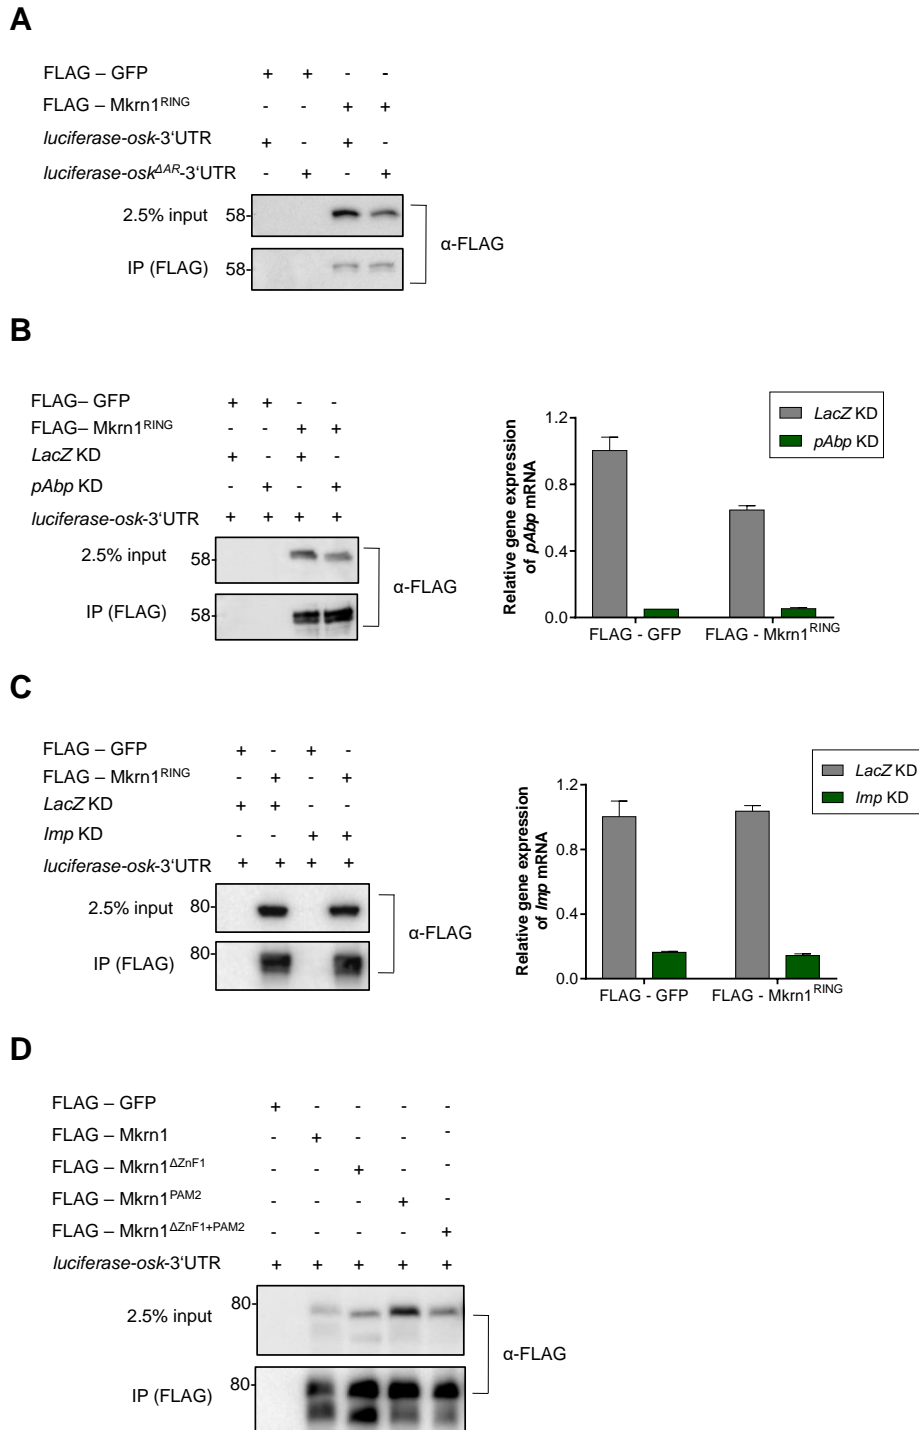 A
FLAG – GFP + + - -
FLAG – Mkrn1RING - - + +
luciferase-osk-3‘UTR + - + -
luciferase-oskΔAR-3‘UTR - + - +
2.5% input 58-
α-FLAG
IP (FLAG) 58-
B
FLAG– GFP + + - -
FLAG– Mkrn1RING - - + +
LacZ KD + - + -
pAbp KD - + - +
luciferase-osk-3‘UTR + + + +
2.5% input 58-
α-FLAG
IP (FLAG) 58-
Relative gene expression
of pAbp mRNA
1.2
0.8
0.4
0.0
FLAG - GFP FLAG - Mkrn1RING
LacZ KD
pAbp KD
C
FLAG – GFP + - + -
FLAG – Mkrn1RING - + - +
LacZ KD + + - -
Imp KD - - + +
luciferase-osk-3‘UTR + + + +
2.5% input 80-
α-FLAG
IP (FLAG) 80-
Relative gene expression
of Imp mRNA
1.2
0.8
0.4
0.0
FLAG - GFP FLAG - Mkrn1RING
LacZ KD
Imp KD
D
FLAG – GFP + - - - -
FLAG – Mkrn1 - + - - -
FLAG – Mkrn1ΔZnF1 - - + - -
FLAG – Mkrn1PAM2 - - - + -
FLAG – Mkrn1ΔZnF1+PAM2 - - - - +
luciferase-osk-3‘UTR + + + + +
2.5% input 80-
α-FLAG
IP (FLAG) 80-